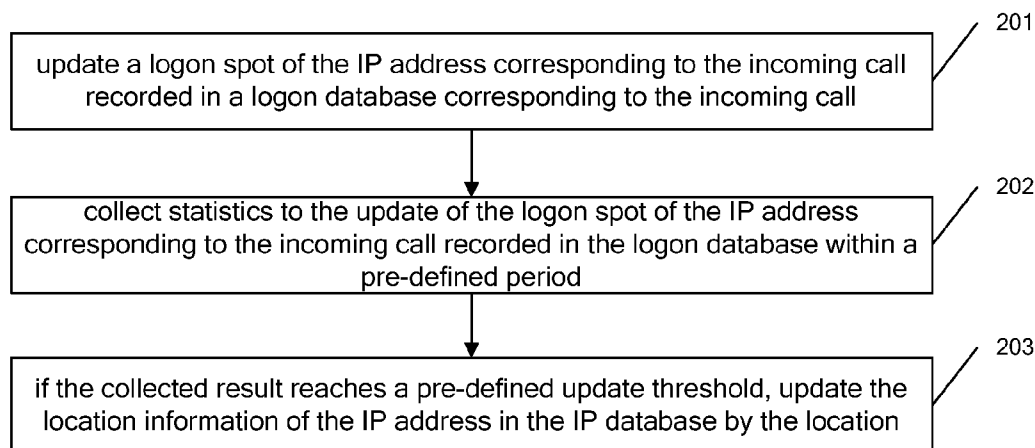 201
update a logon spot of the IP address corresponding to the incoming call
recorded in a logon database corresponding to the incoming call
202
collect statistics to the update of the logon spot of the IP address
corresponding to the incoming call recorded in the logon database within a
pre-defined period
203
if the collected result reaches a pre-defined update threshold, update the
location information of the IP address in the IP database by the location